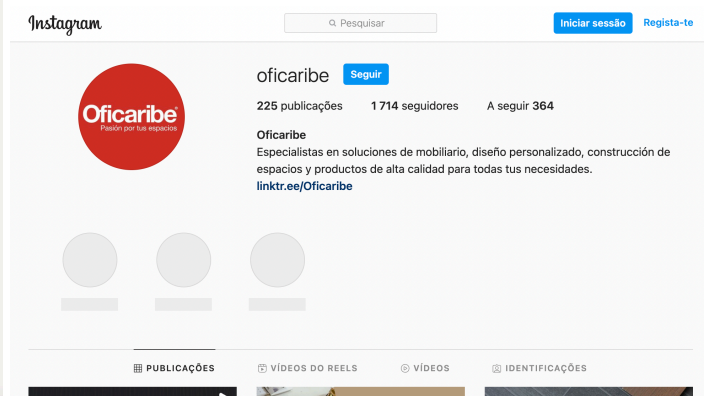 Instagram
Pesquisar
Iniciar sessão
Regista-te
Oficaribe®
Pasión por tus espacios
oficaribe
Seguir
225 publicações 1 714 seguidores A seguir 364
Oficaribe
Especialistas en soluciones de mobiliario, diseño personalizado, construcción de
espacios y productos de alta calidad para todas tus necesidades.
linktr.ee/Oficaribe
PUBLICAÇÕES VÍDEOS DO REELS VÍDEOS IDENTIFICAÇÕES